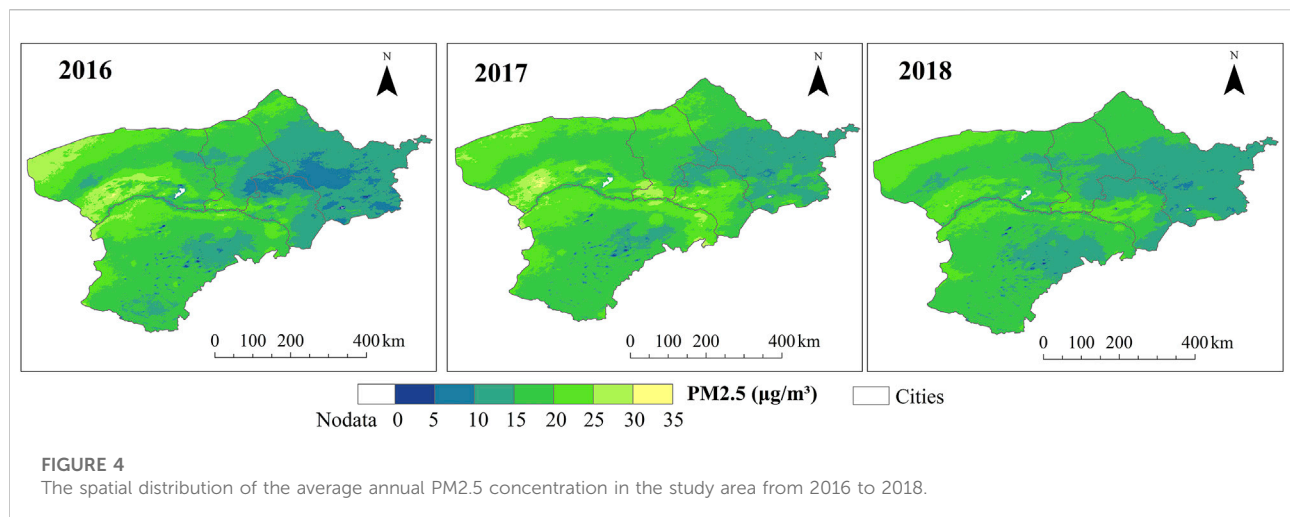 2016
N
0 100 200 400 km
2017
N
0 100 200 400 km
2018
N
0 100 200 400 km
PM2.5 (μg/m³)
Cities
Nodata 0 5 10 15 20 25 30 35
FIGURE 4
The spatial distribution of the average annual PM2.5 concentration in the study area from 2016 to 2018.